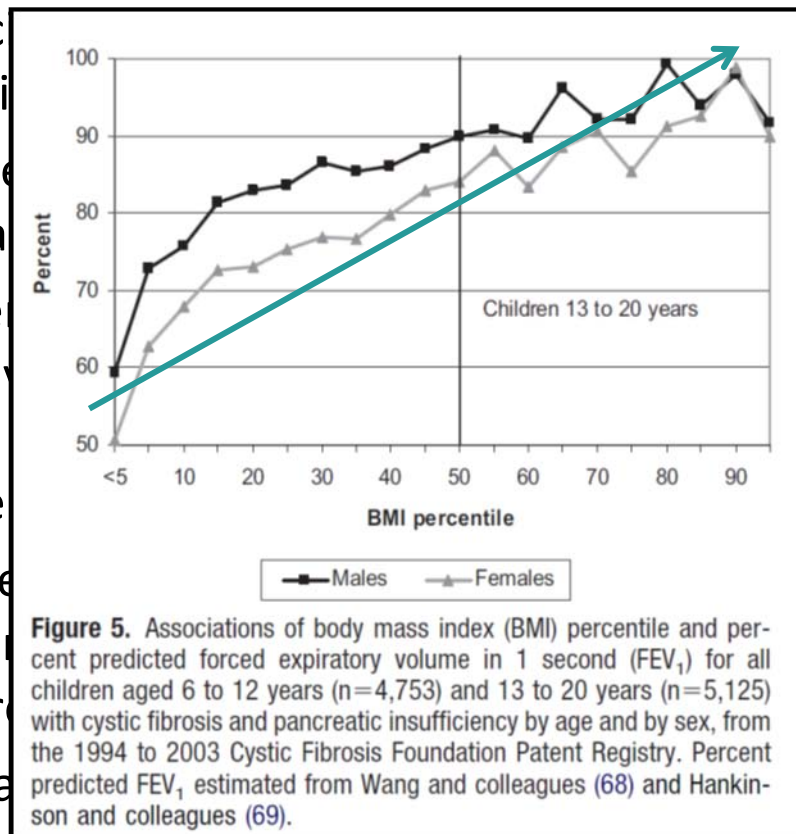 100
90
80
70
60
50
Percent
Children 13 to 20 years
<5 10 20 30 40 50 60 70 80 90
BMI percentile
Males Females
Figure 5. Associations of body mass index (BMI) percentile and per-
cent predicted forced expiratory volume in 1 second (FEV₁) for all
children aged 6 to 12 years (n=4,753) and 13 to 20 years (n=5,125)
with cystic fibrosis and pancreatic insufficiency by age and by sex, from
the 1994 to 2003 Cystic Fibrosis Foundation Patent Registry. Percent
predicted FEV₁ estimated from Wang and colleagues (68) and Hankin-
son and colleagues (69).